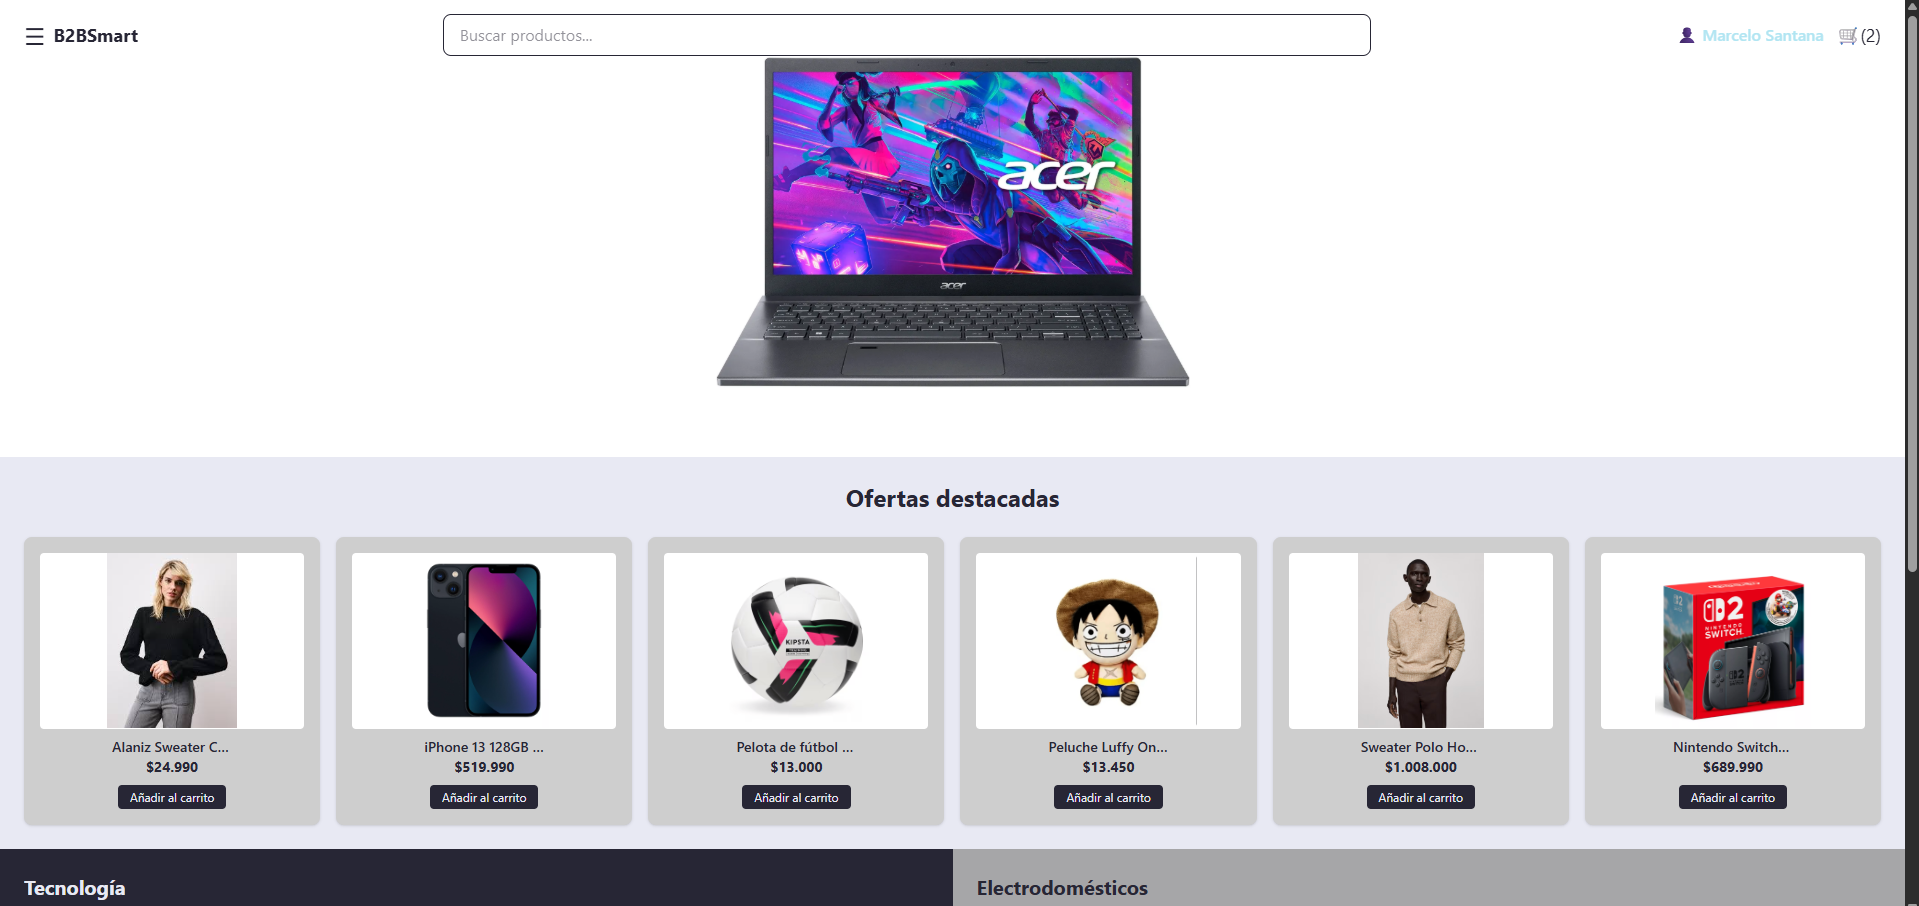 B2BSmart
Buscar productos...
Marcelo Santana
(2)
acer
acer
Ofertas destacadas
KIPSTA
2
NINTENDO
SWITCH
2
Alaniz Sweater C...
$24.990
Añadir al carrito
iPhone 13 128GB ...
$519.990
Añadir al carrito
Pelota de fútbol ...
$13.000
Añadir al carrito
Peluche Luffy On...
$13.450
Añadir al carrito
Sweater Polo Ho...
$1.008.000
Añadir al carrito
Nintendo Switch...
$689.990
Añadir al carrito
Tecnología
Electrodomésticos